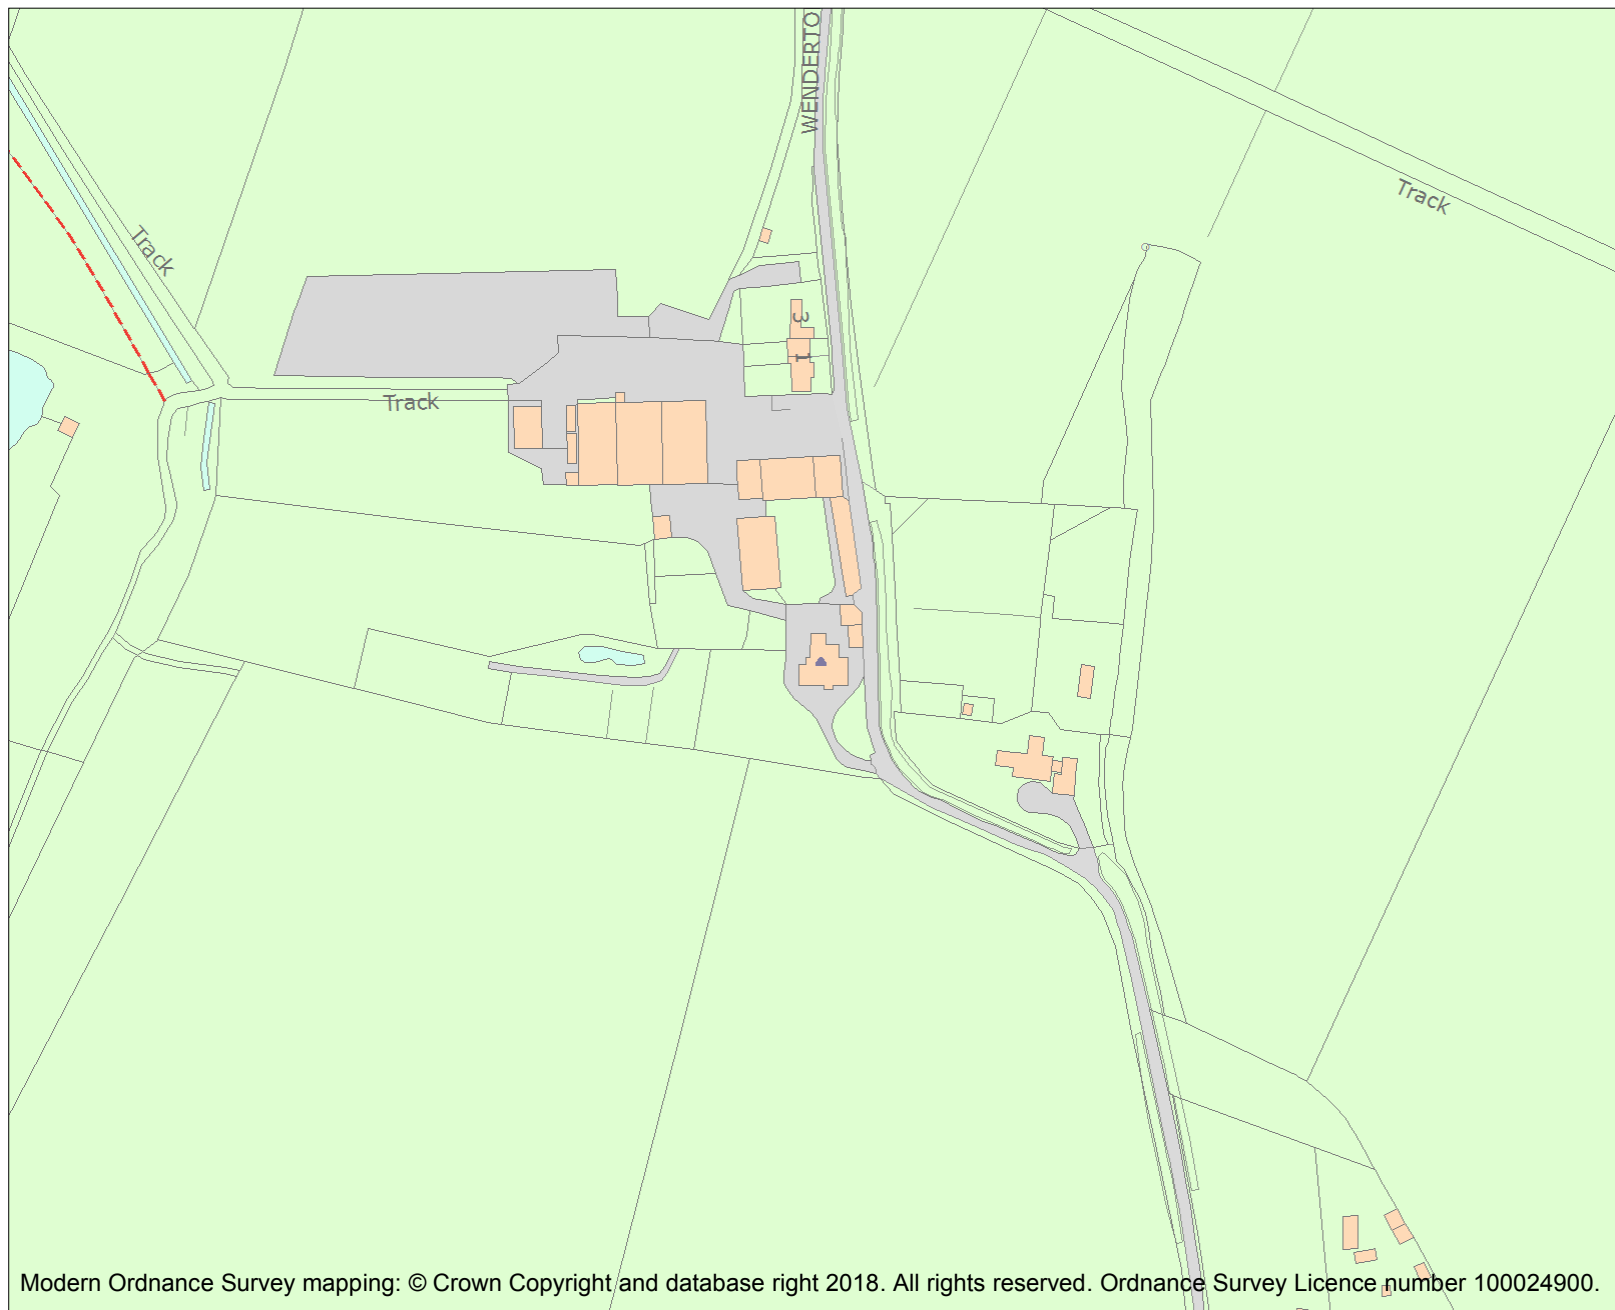 WENDERTO
Track
Track
3
Track
1
Modern Ordnance Survey mapping: © Crown Copyright and database right 2018. All rights reserved. Ordnance Survey Licence number 100024900.